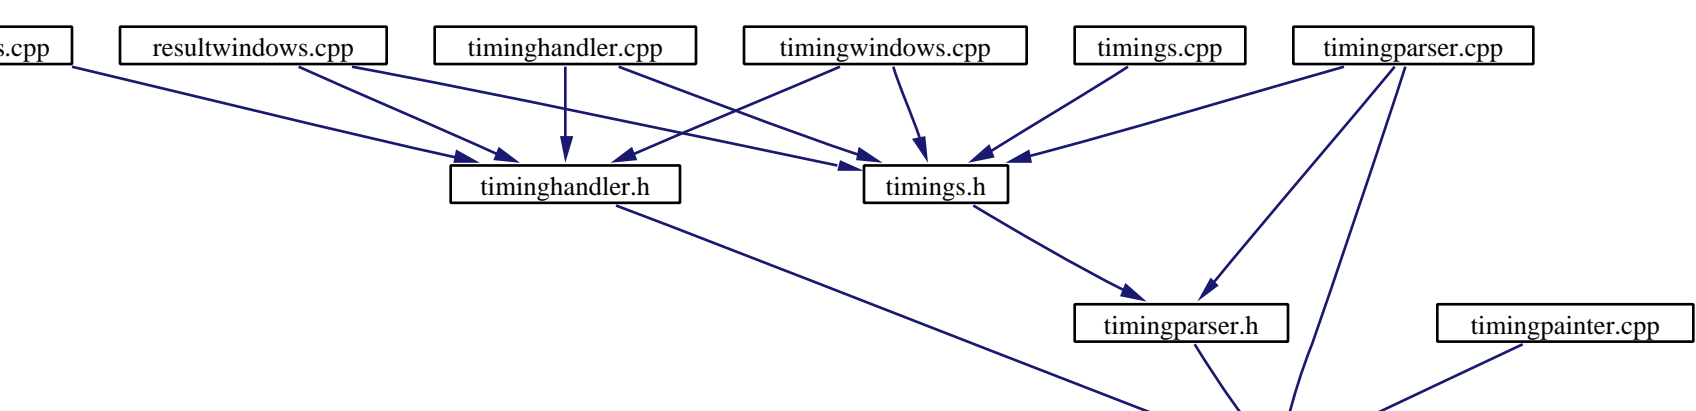 s.cpp
resultwindows.cpp
timinghandler.cpp
timingwindows.cpp
timings.cpp
timingparser.cpp
timinghandler.h
timings.h
timingparser.h
timingpainter.cpp